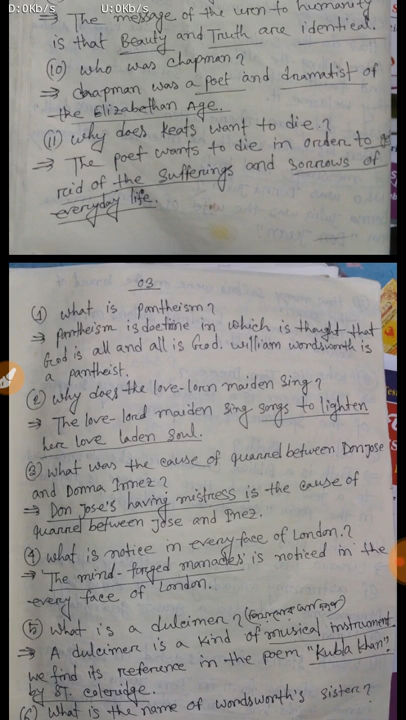 D:0Kb/s U:0Kb/s
⇒ The message of the urn to humanity
is that Beauty and Truth are identical.
(10) who was chapman?
⇒ chapman was a poet and dramatist of
the Elizabethan Age.
(11) why does Keats want to die?
⇒ The poet wants to die in order to
rid of the sufferings and sorrows of
everyday life.
03
(1) what is pantheism?
⇒ pantheism is doctrine in which is thought that
God is all and all is God. william wordsworth is
a pantheist.
(2) why does the love-lorn maiden sing?
⇒ The love-lord maiden sing songs to lighten
her love laden soul.
(3) what was the cause of quarrel between Don Jose
and Donna Innez?
⇒ Don Jose's having mistress is the cause of
quarrel between Jose and Inez.
(4) what is notice in every face of London.?
⇒ The mind-forged manacles is noticed in the
every face of London.
(5) what is a dulcimer?
⇒ A dulcimer is a kind of musical instrument
we find its reference in the poem "Kubla khan"
by ST. coleridge.
(6) what is the name of wordsworth's sister?